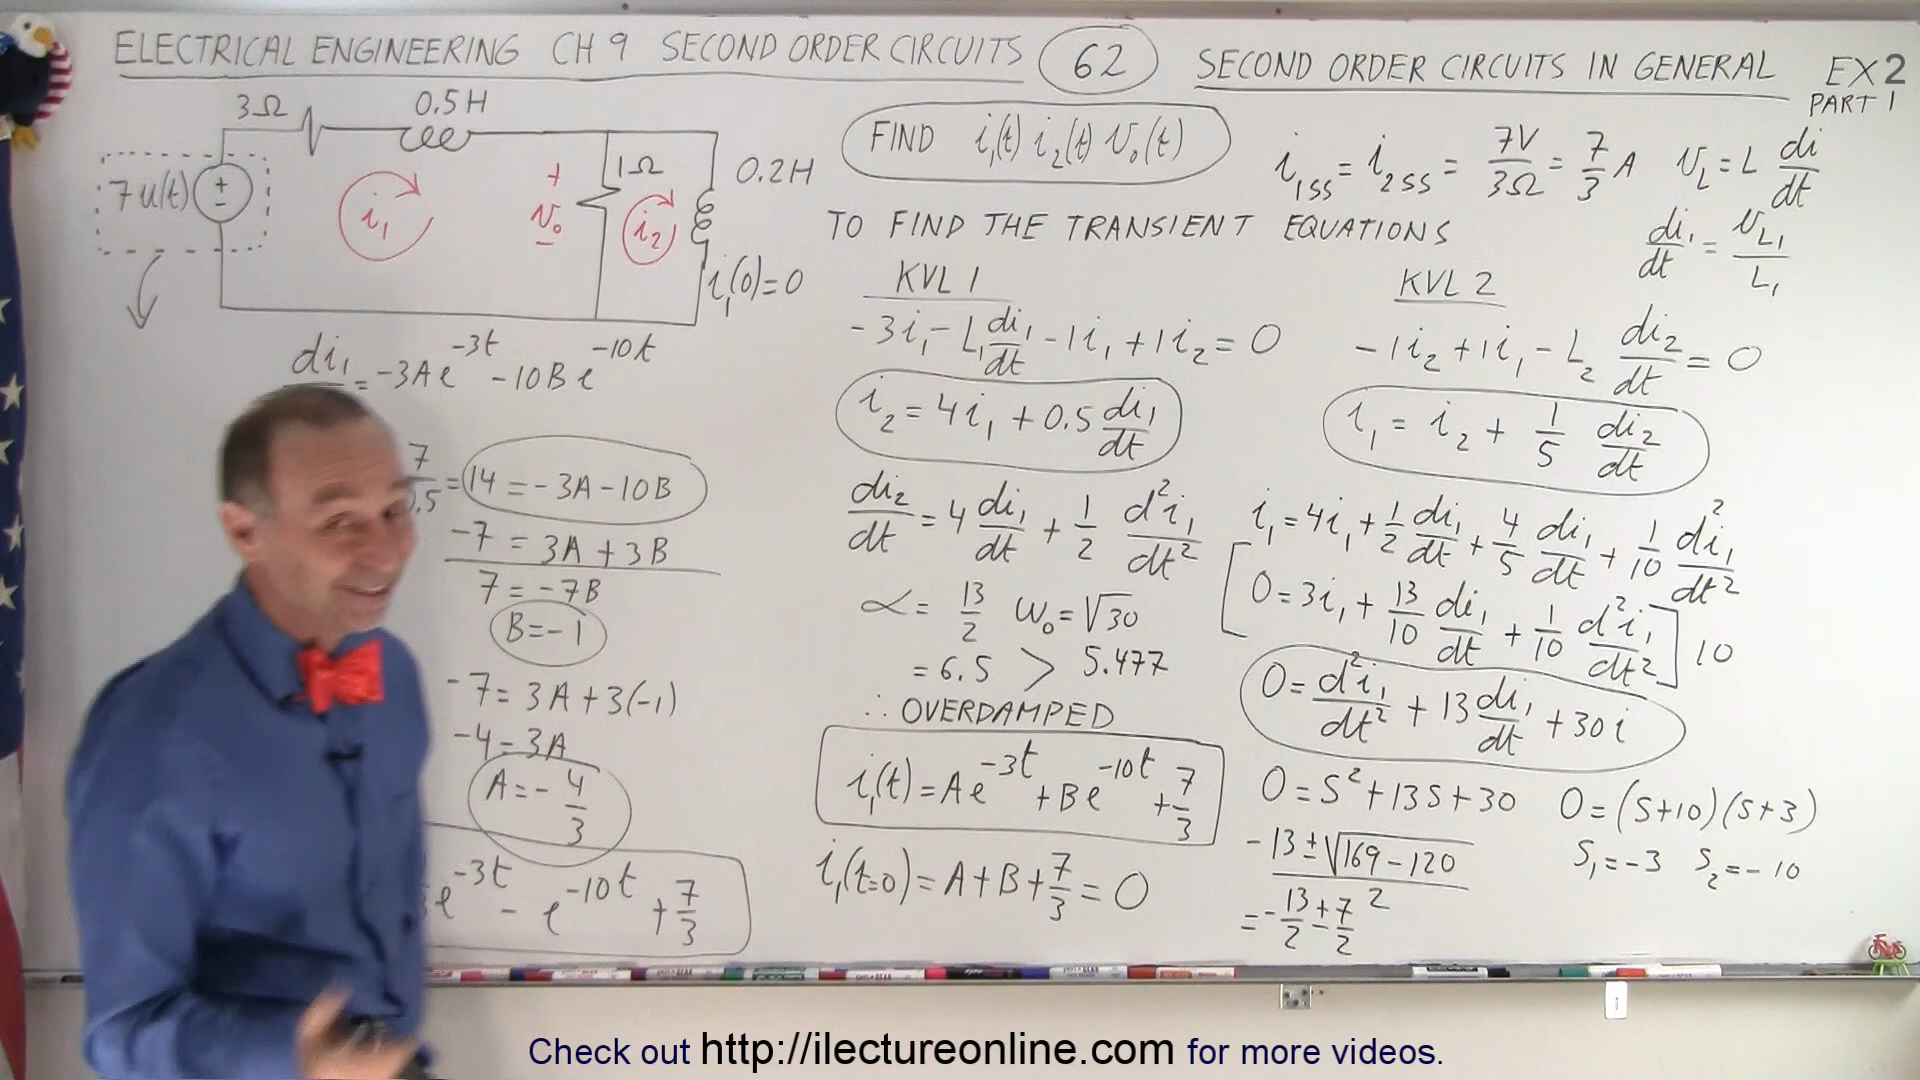 ELECTRICAL ENGINEERING CH 9 SECOND ORDER CIRCUITS 62 SECOND ORDER CIRCUITS IN GENERAL EX 2
PART 1
3Ω 0.5H
7u(t) + - i₁ + v₀ - 1Ω i₂ 0.2H
i₁(0)=0
di₁ = -3Ae^-3t -10Be^-10t
7 = 14 = -3A -10B
-7 = 3A + 3B
7 = -7B
B = -1
-7 = 3A + 3(-1)
-4 = 3A
A = - 4/3
e^-3t - e^-10t + 7/3
FIND i₁(t) i₂(t) v₀(t)
i₁ss = i₂ss = 7V/3Ω = 7/3 A v_L = L di/dt
TO FIND THE TRANSIENT EQUATIONS
di₁/dt = v_L₁/L₁
KVL 1
-3i₁ - L₁ di₁/dt - 1i₁ + 1i₂ = 0
i₂ = 4i₁ + 0.5 di₁/dt
di₂/dt = 4 di₁/dt + 1/2 d²i₁/dt²
α = 13/2 ω₀ = √30
= 6.5 > 5.477
∴ OVERDAMPED
i₁(t) = Ae^-3t + Be^-10t + 7/3
i₁(t=0) = A + B + 7/3 = 0
KVL 2
-1i₂ + 1i₁ - L₂ di₂/dt = 0
i₁ = i₂ + 1/5 di₂/dt
i₁ = 4i₁ + 1/2 di₁/dt + 4/5 di₁/dt + 1/10 d²i₁/dt²
[0 = 3i₁ + 13/10 di₁/dt + 1/10 d²i₁/dt²] 10
0 = d²i₁/dt² + 13 di₁/dt + 30i
0 = S² + 13S + 30 0 = (S+10)(S+3)
-13 ± √169-120 / 2 S₁ = -3 S₂ = -10
= - 13/2 ± 7/2
Check out http://ilectureonline.com for more videos.